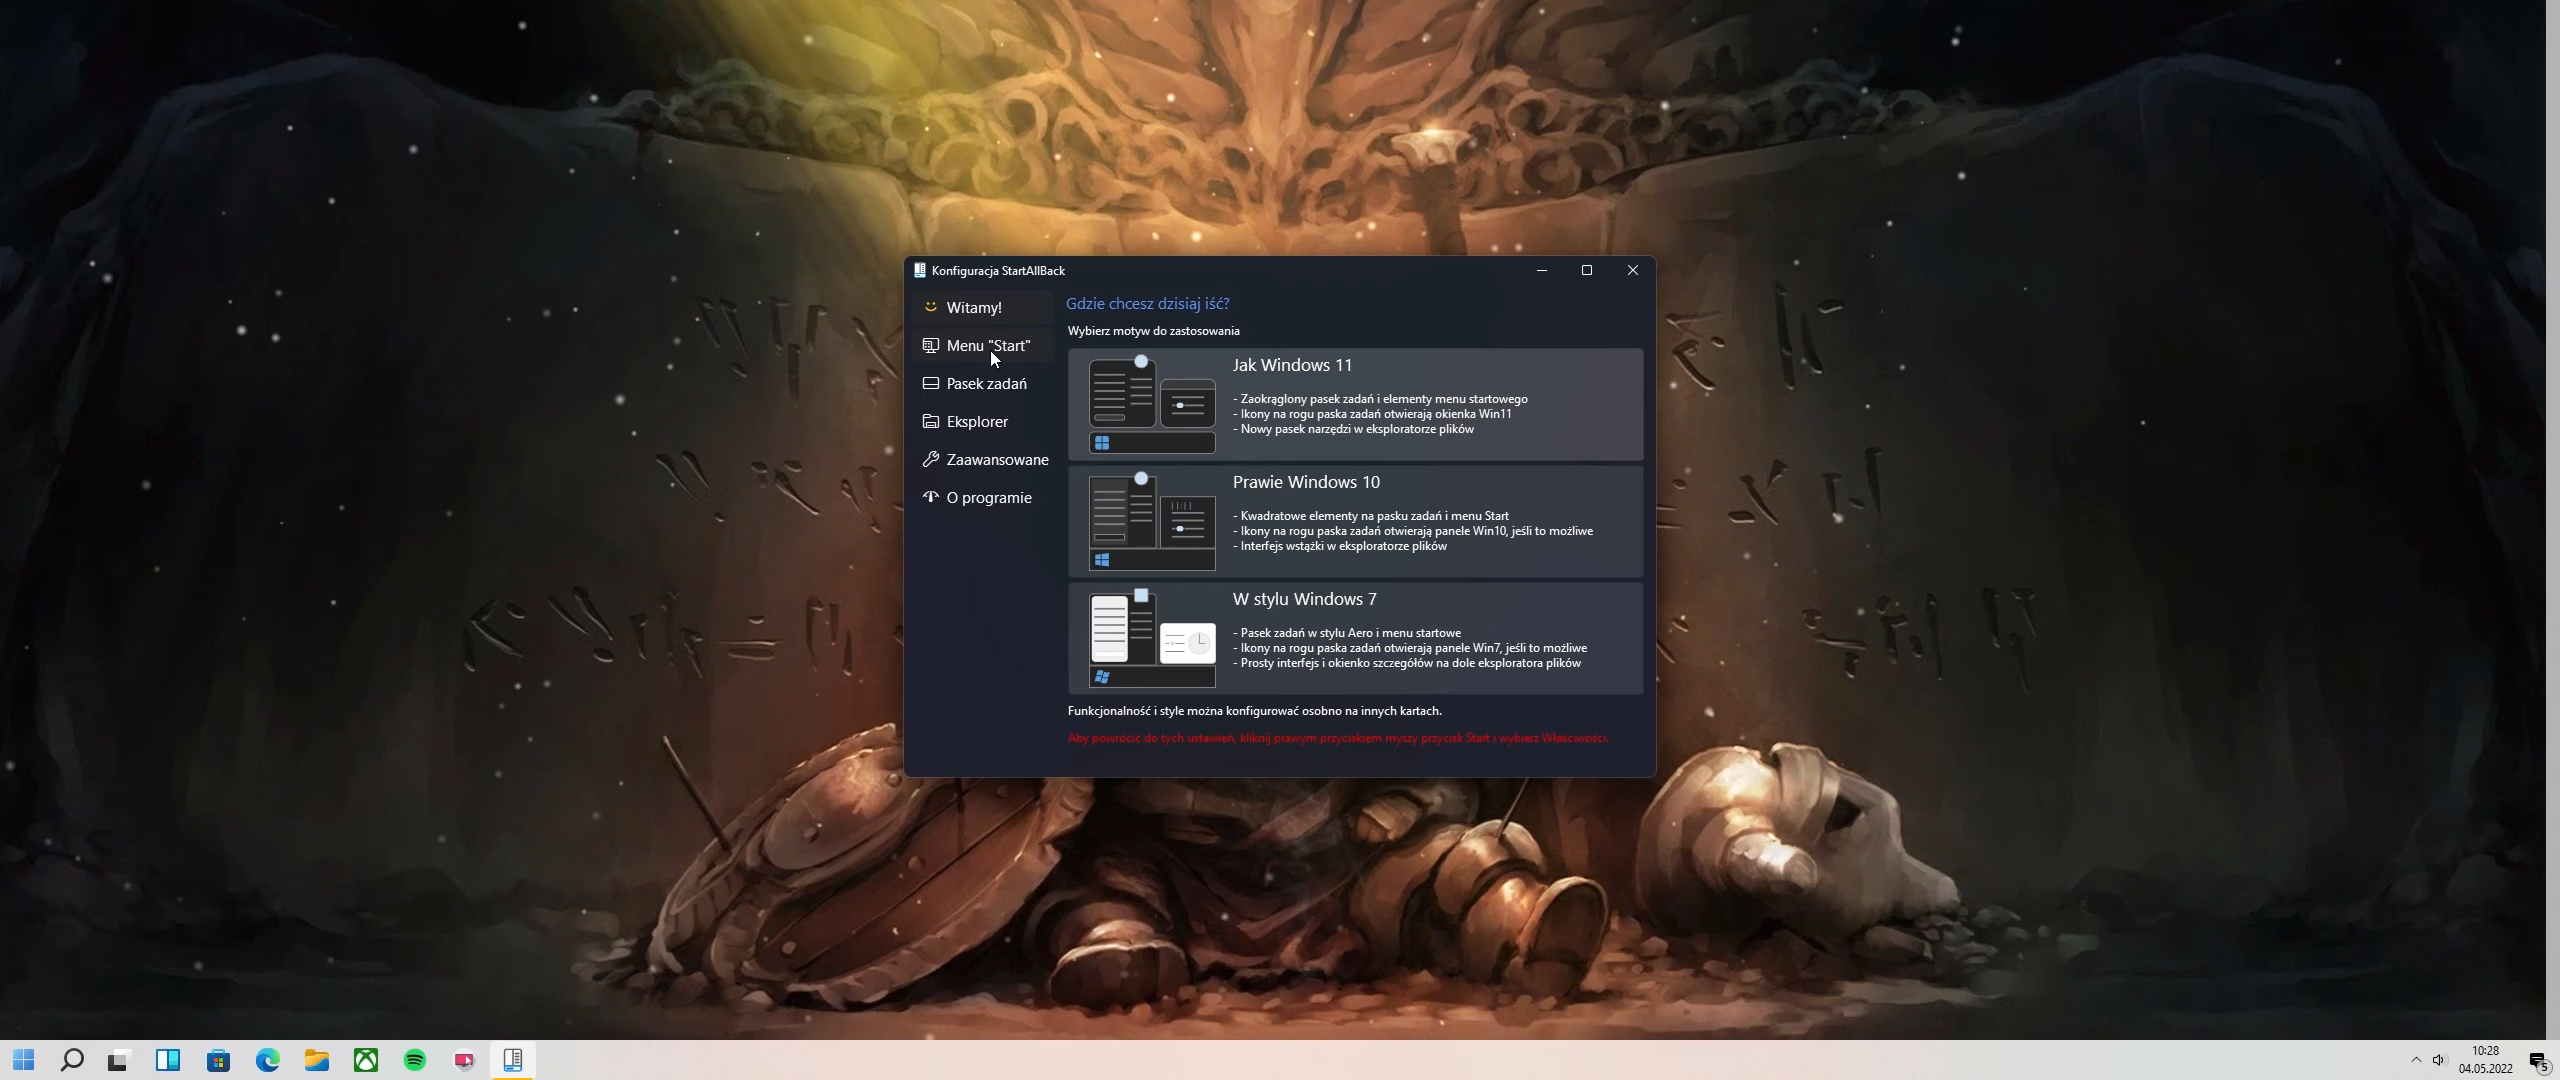 Konfiguracja StartAllBack
Witamy!
Menu "Start"
Pasek zadań
Eksplorer
Zaawansowane
O programie
Gdzie chcesz dzisiaj iść?
Wybierz motyw do zastosowania
Jak Windows 11
- Zaokrąglony pasek zadań i elementy menu startowego
- Ikony na rogu paska zadań otwierają okienka Win11
- Nowy pasek narzędzi w eksploratorze plików
Prawie Windows 10
- Kwadratowe elementy na pasku zadań i menu Start
- Ikony na rogu paska zadań otwierają panele Win10, jeśli to możliwe
- Interfejs wstążki w eksploratorze plików
W stylu Windows 7
- Pasek zadań w stylu Aero i menu startowe
- Ikony na rogu paska zadań otwierają panele Win7, jeśli to możliwe
- Prosty interfejs i okienko szczegółów na dole eksploratora plików
Funkcjonalność i style można konfigurować osobno na innych kartach.
Aby powrócić do tych ustawień, kliknij prawym przyciskiem myszy przycisk Start i wybierz Właściwości.
10:28
04.05.2022
5